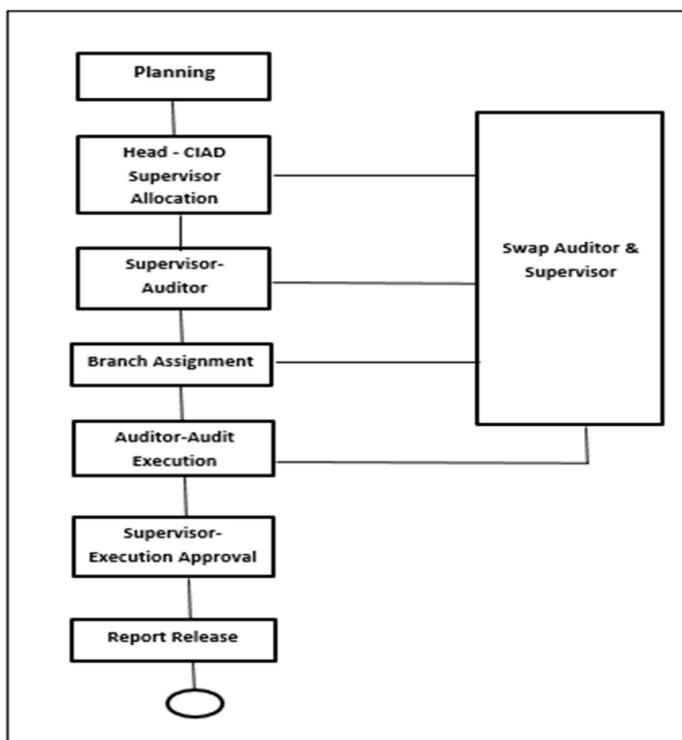 Planning
Head - CIAD
Supervisor
Allocation
Supervisor-
Auditor
Branch Assignment
Auditor-Audit
Execution
Supervisor-
Execution Approval
Report Release
Swap Auditor &
Supervisor